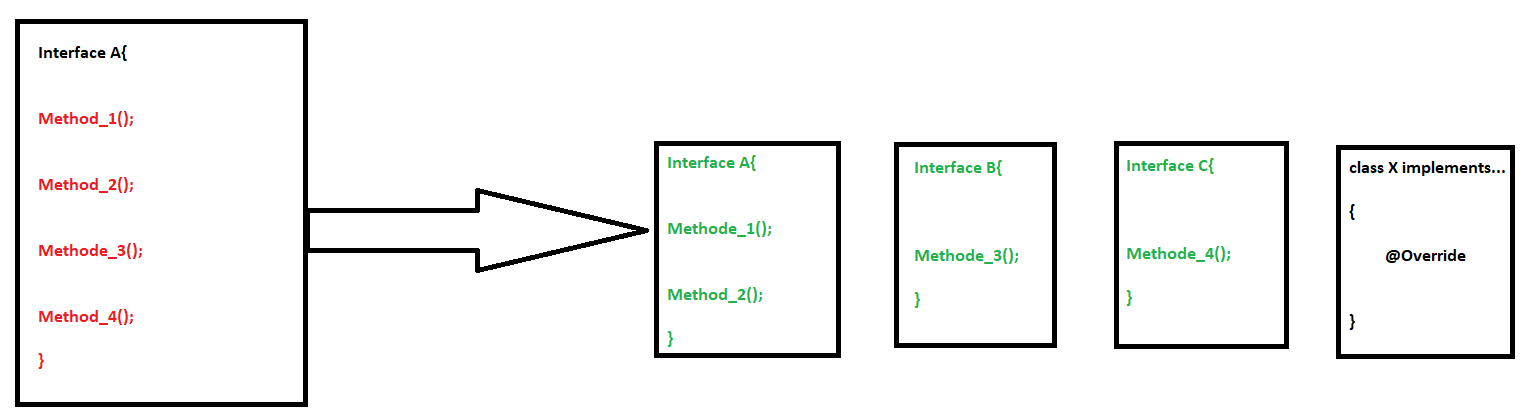 Interface A{
Method_1();
Method_2();
Methode_3();
Method_4();
}
Interface A{
Methode_1();
Method_2();
}
Interface B{
Methode_3();
}
Interface C{
Methode_4();
}
class X implements...
{
@Override
}